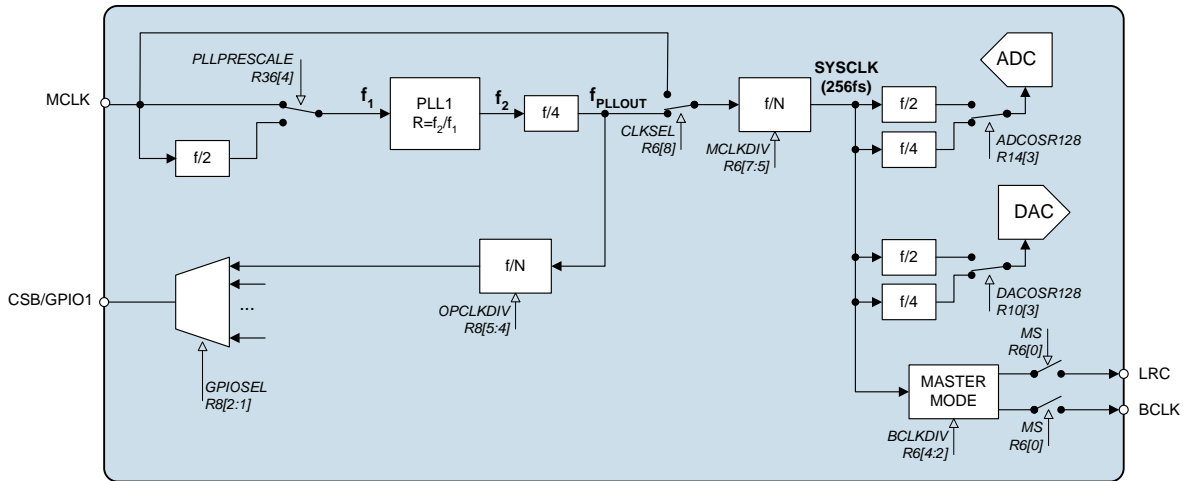 PLLPRESCALE
R36[4]
MCLK
f1
PLL1
R=f2/f1
f2
f/4
fPLLOUT
CLKSEL
R6[8]
f/N
MCLKDIV
R6[7:5]
SYSCLK
(256fs)
f/2
f/4
ADC
ADCOSR128
R14[3]
f/2
DAC
f/2
f/4
DACOSR128
R10[3]
f/N
OPCLKDIV
R8[5:4]
CSB/GPIO1
...
GPIOSEL
R8[2:1]
MASTER
MODE
BCLKDIV
R6[4:2]
MS
R6[0]
LRC
BCLK
MS
R6[0]